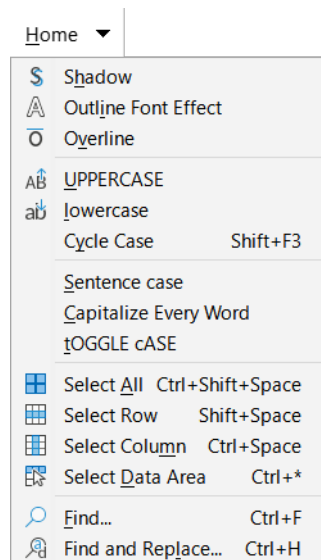 Home
Shadow
Outline Font Effect
Overline
UPPERCASE
lowercase
Cycle Case Shift+F3
Sentence case
Capitalize Every Word
tOGGLE cASE
Select All Ctrl+Shift+Space
Select Row Shift+Space
Select Column Ctrl+Space
Select Data Area Ctrl+*
Find... Ctrl+F
Find and Replace... Ctrl+H